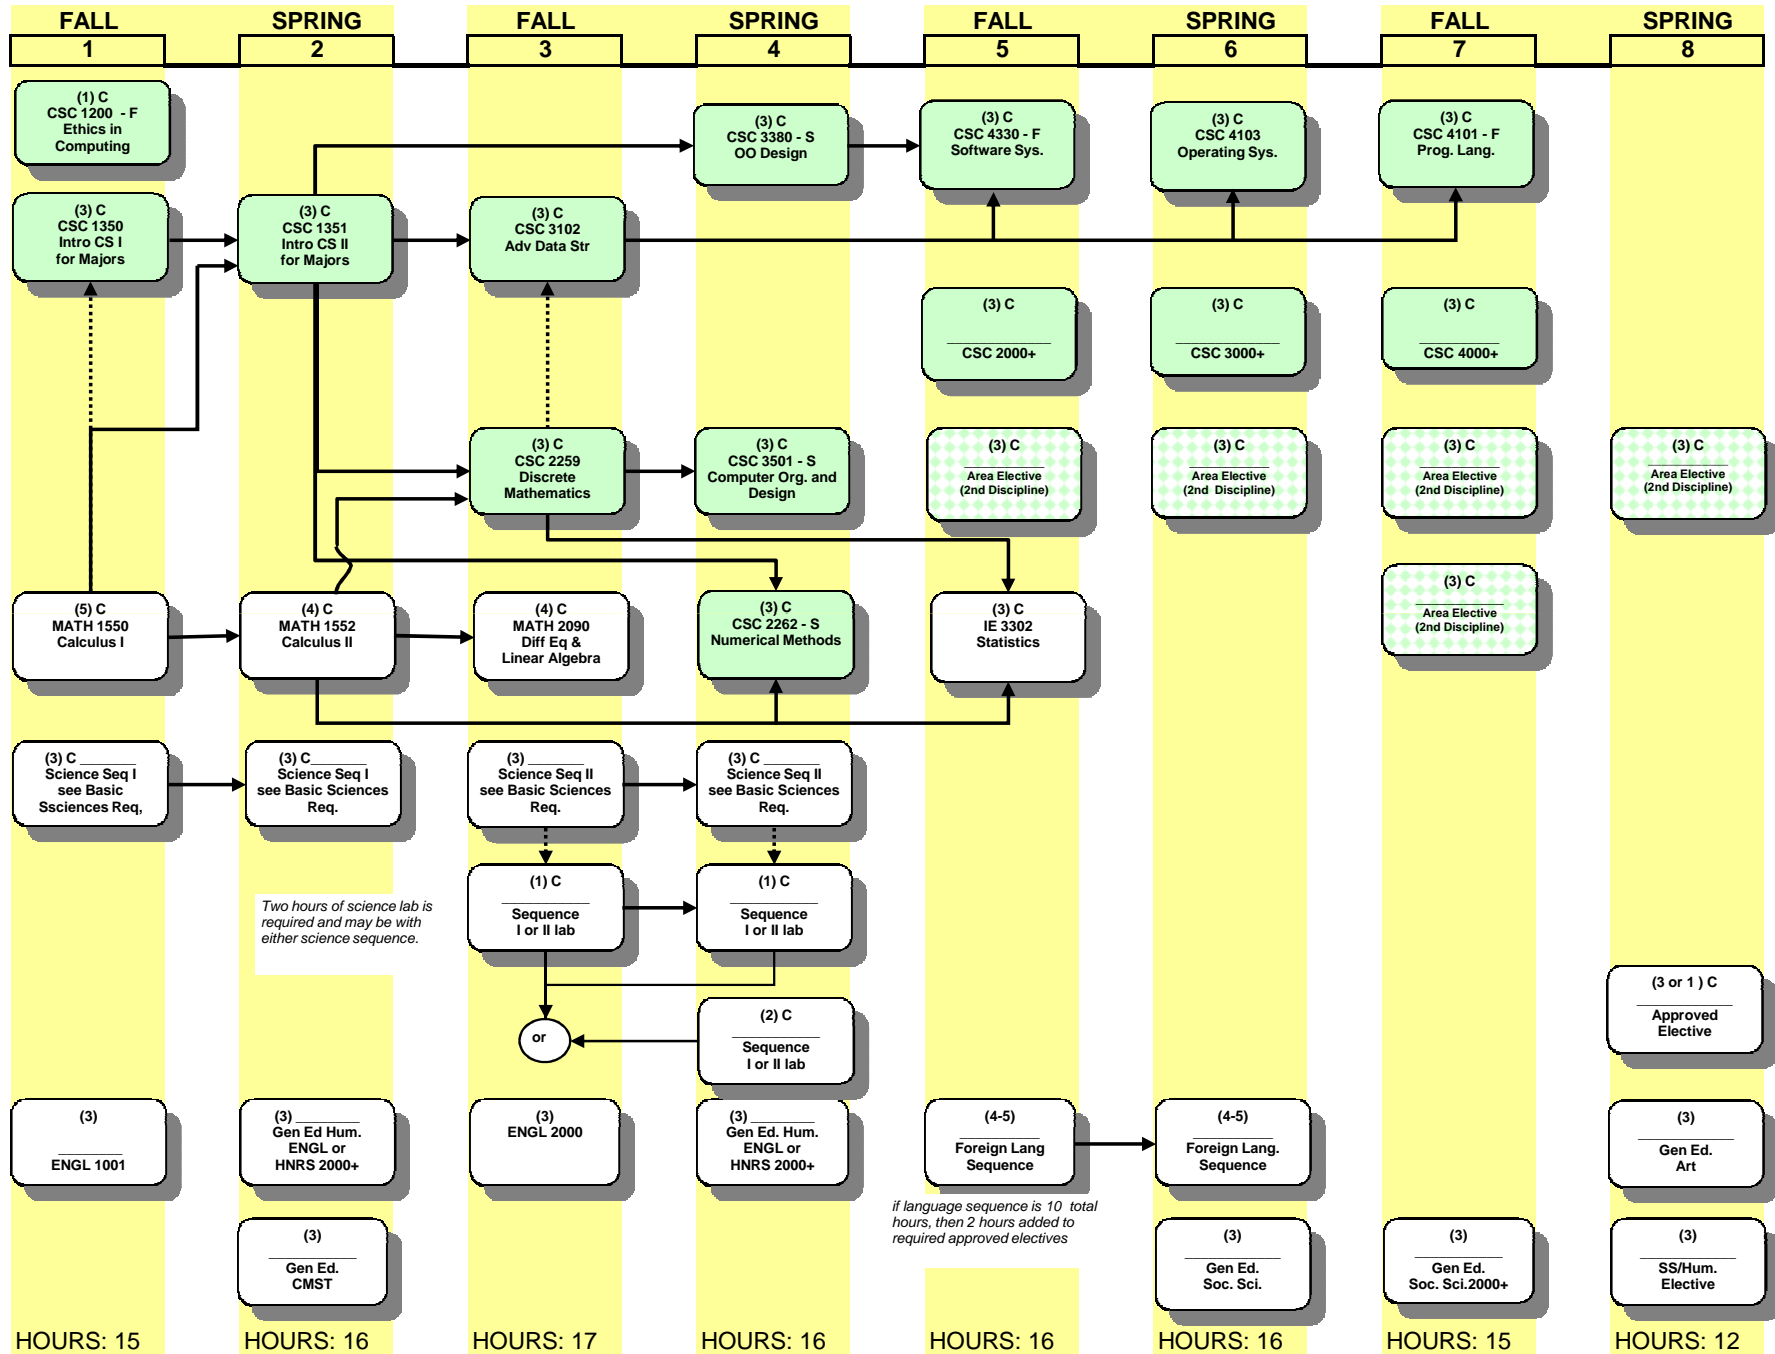 FALL
SPRING
FALL
SPRING
FALL
SPRING
FALL
SPRING
1
2
3
4
5
6
7
8
(1) C
CSC 1200 - F
Ethics in
Computing
(3) C
CSC 3380 - S
OO Design
(3) C
CSC 4330 - F
Software Sys.
(3) C
CSC 4103
Operating Sys.
(3) C
CSC 4101 - F
Prog. Lang.
(3) C
CSC 1350
Intro CS I
for Majors
(3) C
CSC 1351
Intro CS II
for Majors
(3) C
CSC 3102
Adv Data Str
(3) C
CSC 2000+
(3) C
CSC 3000+
(3) C
CSC 4000+
(3) C
CSC 2259
Discrete
Mathematics
(3) C
CSC 3501 - S
Computer Org. and
Design
(3) C
Area Elective
(2nd Discipline)
(3) C
Area Elective
(2nd Discipline)
(3) C
Area Elective
(2nd Discipline)
(3) C
Area Elective
(2nd Discipline)
(5) C
MATH 1550
Calculus I
(4) C
MATH 1552
Calculus II
(4) C
MATH 2090
Diff Eq &
Linear Algebra
(3) C
CSC 2262 - S
Numerical Methods
(3) C
IE 3302
Statistics
(3) C
Area Elective
(2nd Discipline)
(3) C _______
Science Seq I
see Basic
Ssciences Req,
(3) C_______
Science Seq I
see Basic Sciences
Req.
(3) _______
Science Seq II
see Basic Sciences
Req.
(3) C _______
Science Seq II
see Basic Sciences
Req.
Two hours of science lab is
required and may be with
either science sequence.
(1) C
Sequence
I or II lab
(1) C
Sequence
I or II lab
or
(2) C
Sequence
I or II lab
(3 or 1 ) C
Approved
Elective
(3)
ENGL 1001
(3) ________
Gen Ed Hum.
ENGL or
HNRS 2000+
(3)
ENGL 2000
(3) ________
Gen Ed. Hum.
ENGL or
HNRS 2000+
(4-5)
Foreign Lang
Sequence
(4-5)
Foreign Lang.
Sequence
(3)
Gen Ed.
Art
if language sequence is 10 total
hours, then 2 hours added to
required approved electives
(3)
Gen Ed.
CMST
(3)
Gen Ed.
Soc. Sci.
(3)
Gen Ed.
Soc. Sci.2000+
(3)
SS/Hum.
Elective
HOURS: 15
HOURS: 16
HOURS: 17
HOURS: 16
HOURS: 16
HOURS: 16
HOURS: 15
HOURS: 12